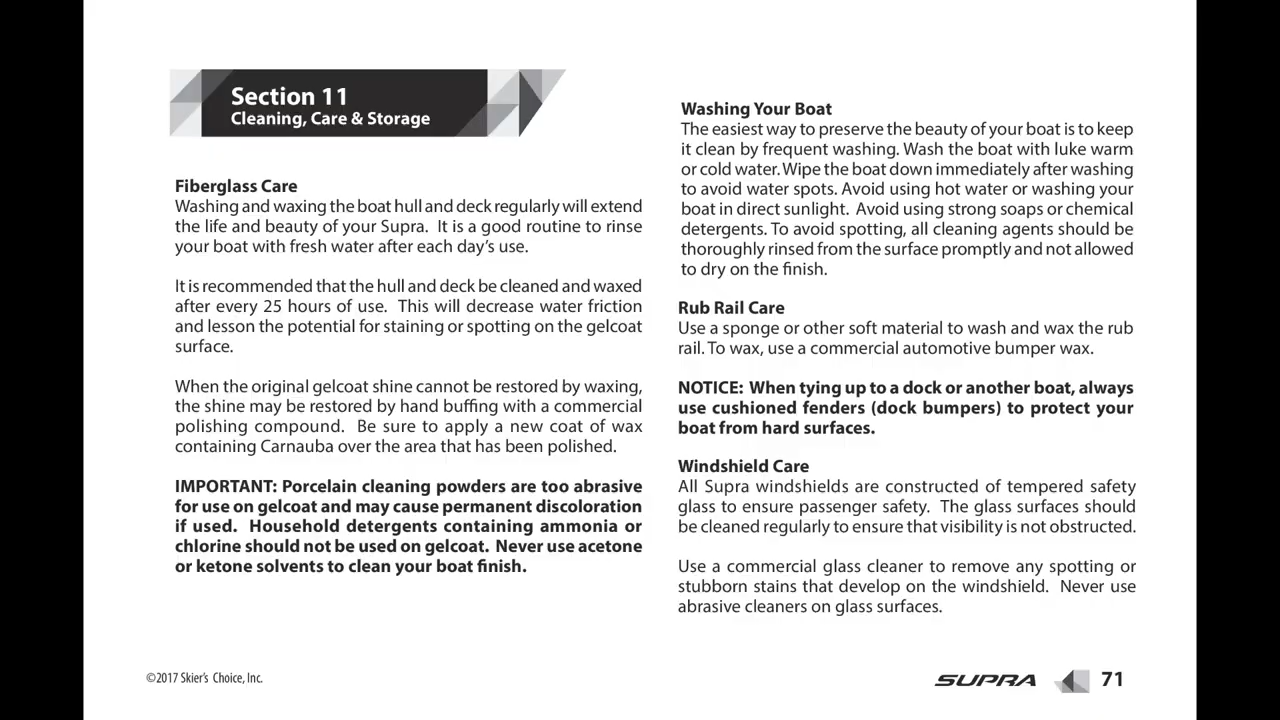 Section 11
Cleaning, Care & Storage
Fiberglass Care
Washing and waxing the boat hull and deck regularly will extend
the life and beauty of your Supra.  It is a good routine to rinse
your boat with fresh water after each day's use.
It is recommended that the hull and deck be cleaned and waxed
after every 25 hours of use.  This will decrease water friction
and lesson the potential for staining or spotting on the gelcoat
surface.
When the original gelcoat shine cannot be restored by waxing,
the shine may be restored by hand buffing with a commercial
polishing compound.  Be sure to apply a new coat of wax
containing Carnauba over the area that has been polished.
IMPORTANT: Porcelain cleaning powders are too abrasive
for use on gelcoat and may cause permanent discoloration
if used.  Household detergents containing ammonia or
chlorine should not be used on gelcoat.  Never use acetone
or ketone solvents to clean your boat finish.
Washing Your Boat
The easiest way to preserve the beauty of your boat is to keep
it clean by frequent washing. Wash the boat with luke warm
or cold water. Wipe the boat down immediately after washing
to avoid water spots. Avoid using hot water or washing your
boat in direct sunlight.  Avoid using strong soaps or chemical
detergents. To avoid spotting, all cleaning agents should be
thoroughly rinsed from the surface promptly and not allowed
to dry on the finish.
Rub Rail Care
Use a sponge or other soft material to wash and wax the rub
rail. To wax, use a commercial automotive bumper wax.
NOTICE:  When tying up to a dock or another boat, always
use cushioned fenders (dock bumpers) to protect your
boat from hard surfaces.
Windshield Care
All Supra windshields are constructed of tempered safety
glass to ensure passenger safety.  The glass surfaces should
be cleaned regularly to ensure that visibility is not obstructed.
Use a commercial glass cleaner to remove any spotting or
stubborn stains that develop on the windshield.  Never use
abrasive cleaners on glass surfaces.
©2017 Skier's Choice, Inc.
SUPRA
71